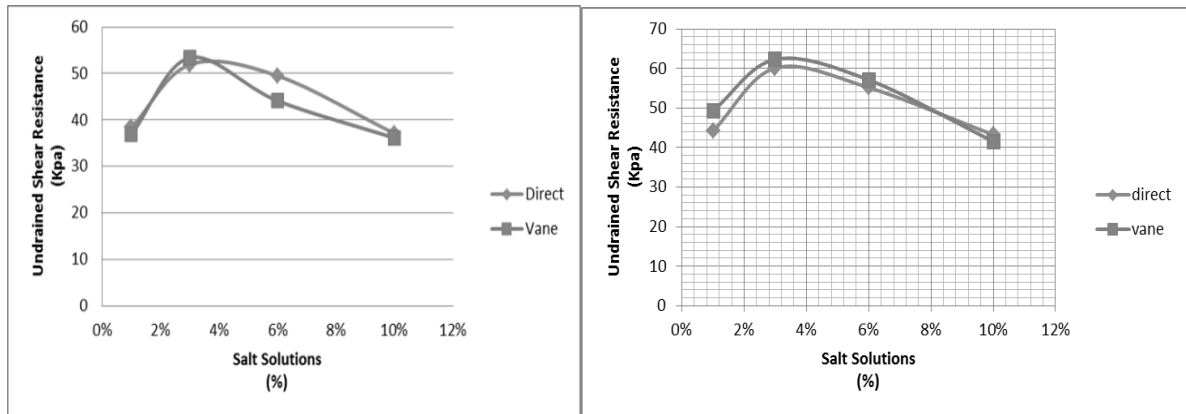 60
50
40
30
20
10
0
Undrained Shear Resistance
(Kpa)
0% 2% 4% 6% 8% 10% 12%
Salt Solutions
(%)
Direct
Vane
70
60
50
40
30
20
10
0
Undrained Shear Resistance
(Kpa)
0% 2% 4% 6% 8% 10% 12%
Salt Solutions
(%)
direct
vane